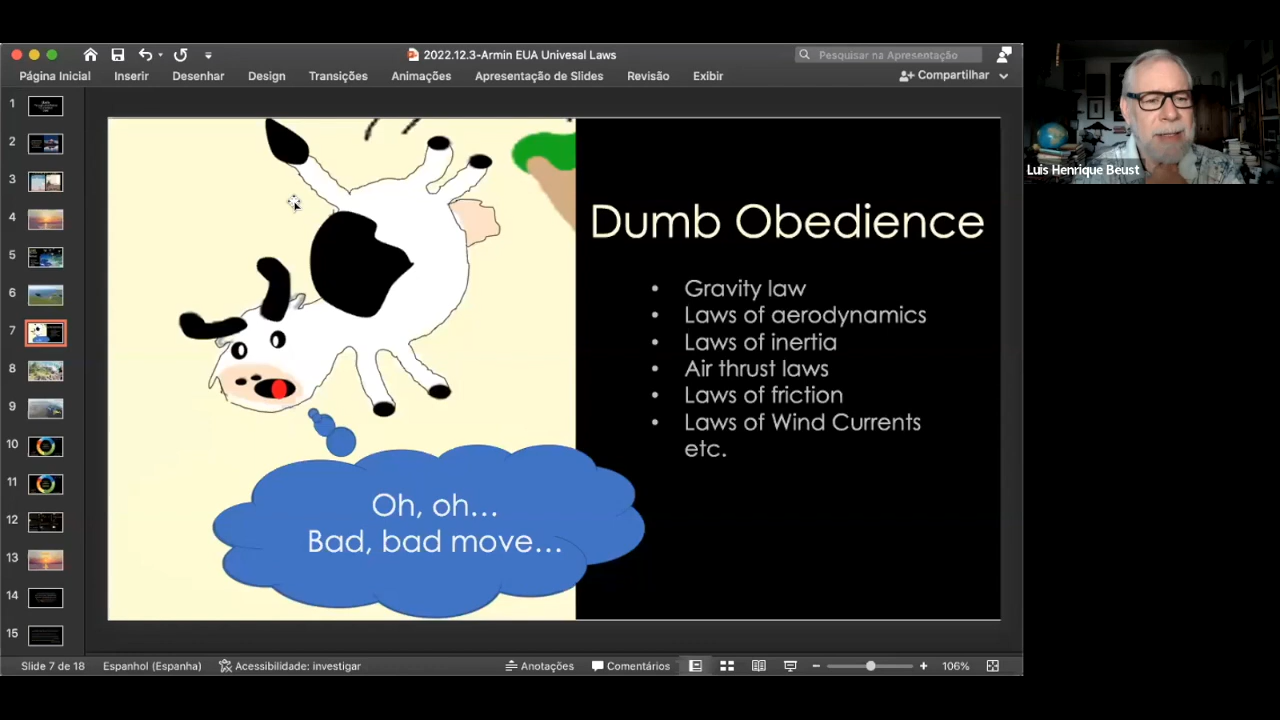 2022.12.3-Armin EUA Univesal Laws
Pesquisar na Apresentação
Página Inicial Inserir Desenhar Design Transições Animações Apresentação de Slides Revisão Exibir
Compartilhar
1
2
3
4
5
6
7
8
9
10
11
12
13
14
15
Dumb Obedience
• Gravity law
• Laws of aerodynamics
• Laws of inertia
• Air thrust laws
• Laws of friction
• Laws of Wind Currents
etc.
Oh, oh...
Bad, bad move...
Luis Henrique Beust
Slide 7 de 18 Espanhol (Espanha) Acessibilidade: investigar Anotações Comentários 106%